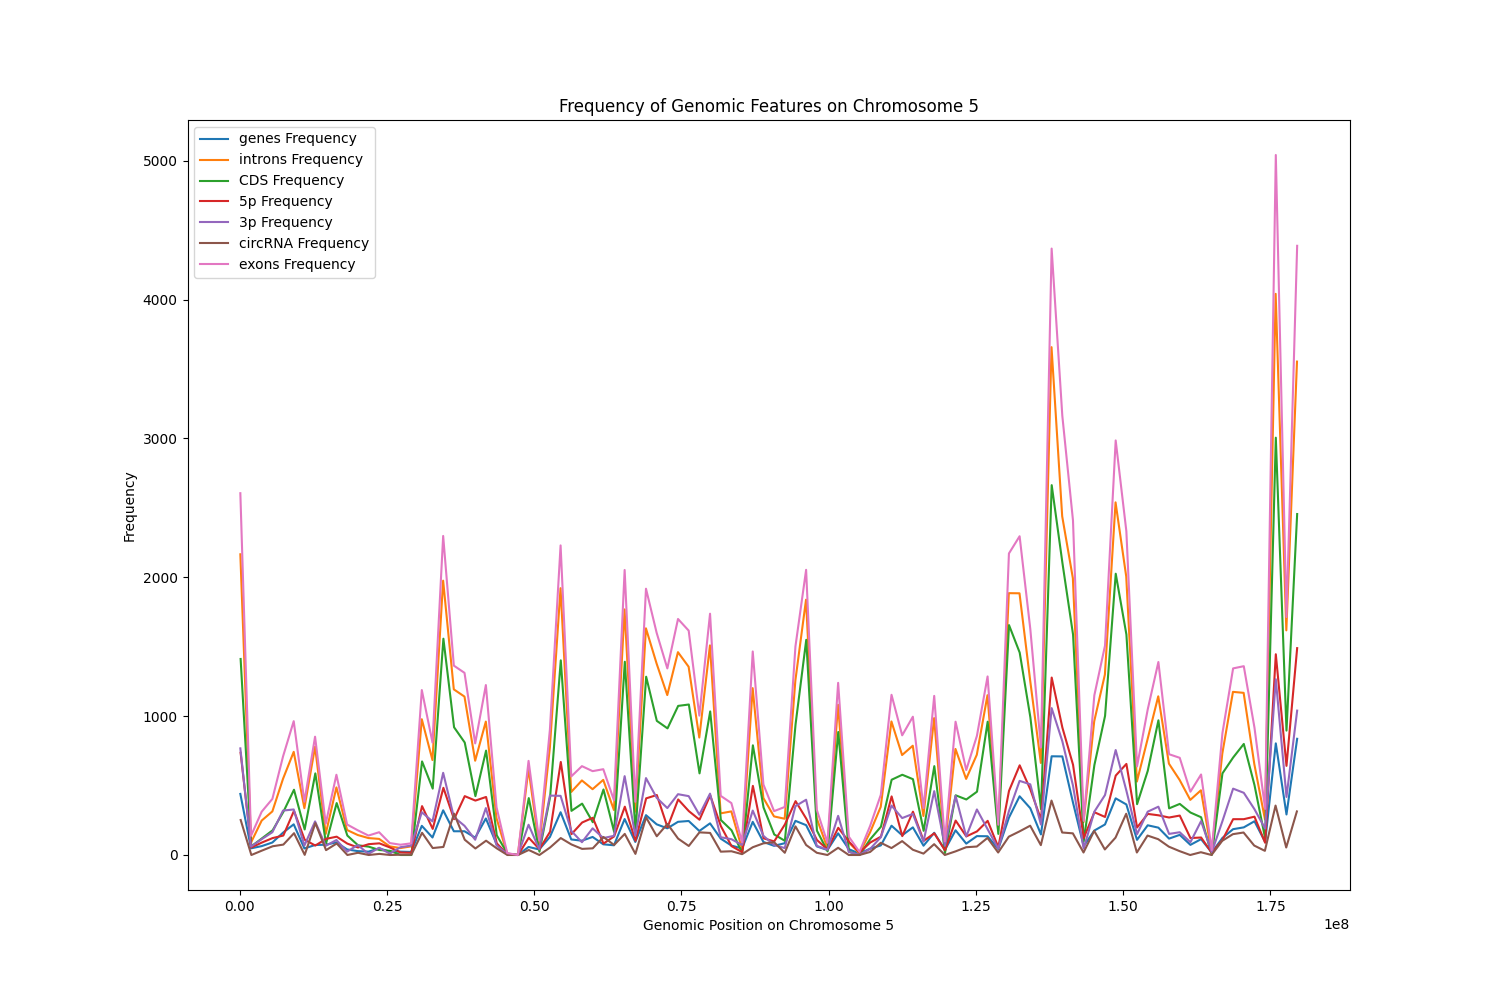 Frequency of Genomic Features on Chromosome 5
genes Frequency
introns Frequency
CDS Frequency
5p Frequency
3p Frequency
circRNA Frequency
exons Frequency
5000
4000
3000
2000
1000
0
Frequency
0.00 0.25 0.50 0.75 1.00 1.25 1.50 1.75
1e8
Genomic Position on Chromosome 5